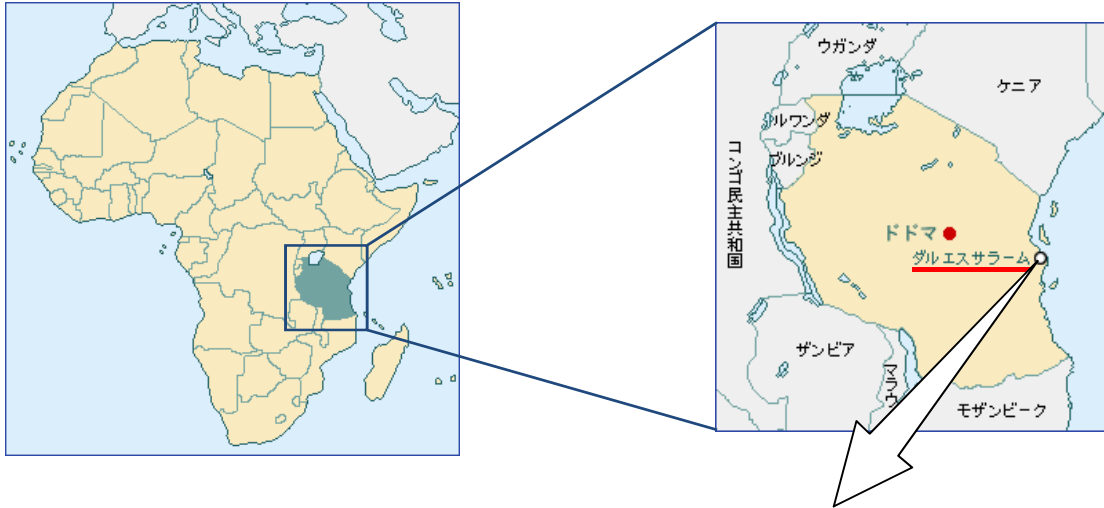 ウガンダ
ケニア
ルワンダ
ブルンジ
コンゴ民主共和国
ドドマ
ダルエスサラーム
ザンビア
マラウ
モザンビーク